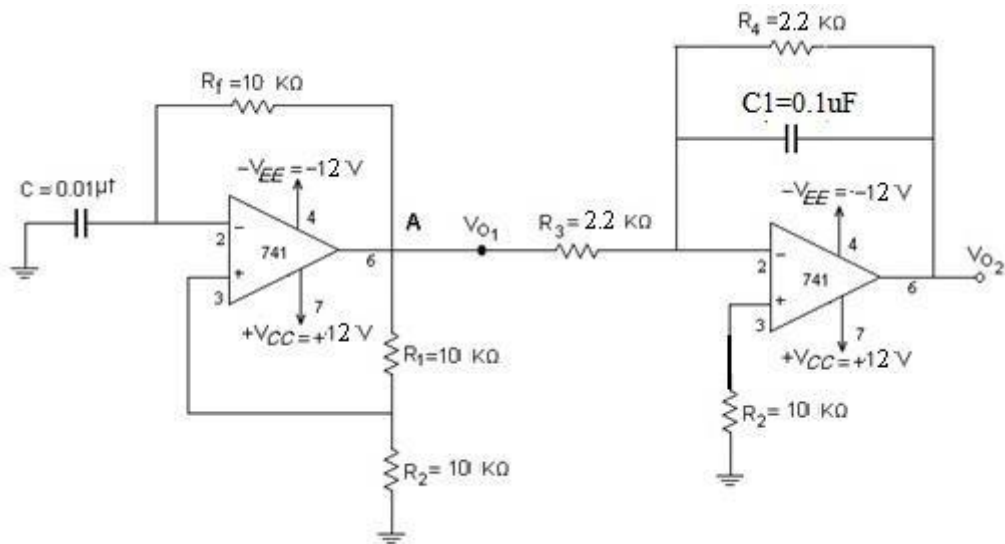 R4=2.2 KΩ
Rf=10 KΩ
C1=0.1uF
C = 0.01µf
-VEE=-12 V
4
2
-
741
6
+
3
7
+VCC=+12 V
A
VO1
R3=2.2 KΩ
-VEE=-12 V
4
2
-
741
6
VO2
+
3
7
+VCC=+12 V
R1=10 KΩ
R2=10 KΩ
R2= 10 KΩ